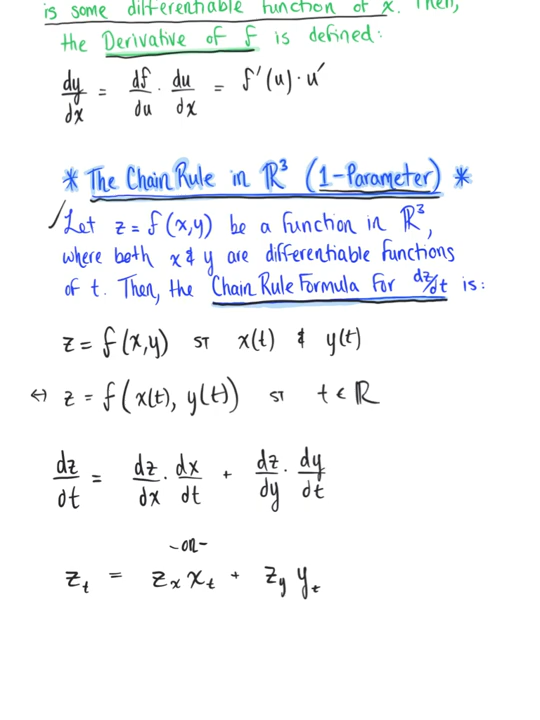 is some differentiable function of x. Then,
the Derivative of f is defined:
dy/dx = df/du · du/dx = f'(u) · u'
* The Chain Rule in ℝ³ (1-Parameter) *
Let z = f(x,y) be a function in ℝ³,
where both x & y are differentiable functions
of t. Then, the Chain Rule Formula for dz/dt is:
z = f(x,y) ST x(t) & y(t)
⇔ z = f(x(t), y(t)) ST t ∈ ℝ
dz/dt = dz/dx · dx/dt + dz/dy · dy/dt
-OR-
z_t = z_x x_t + z_y y_t